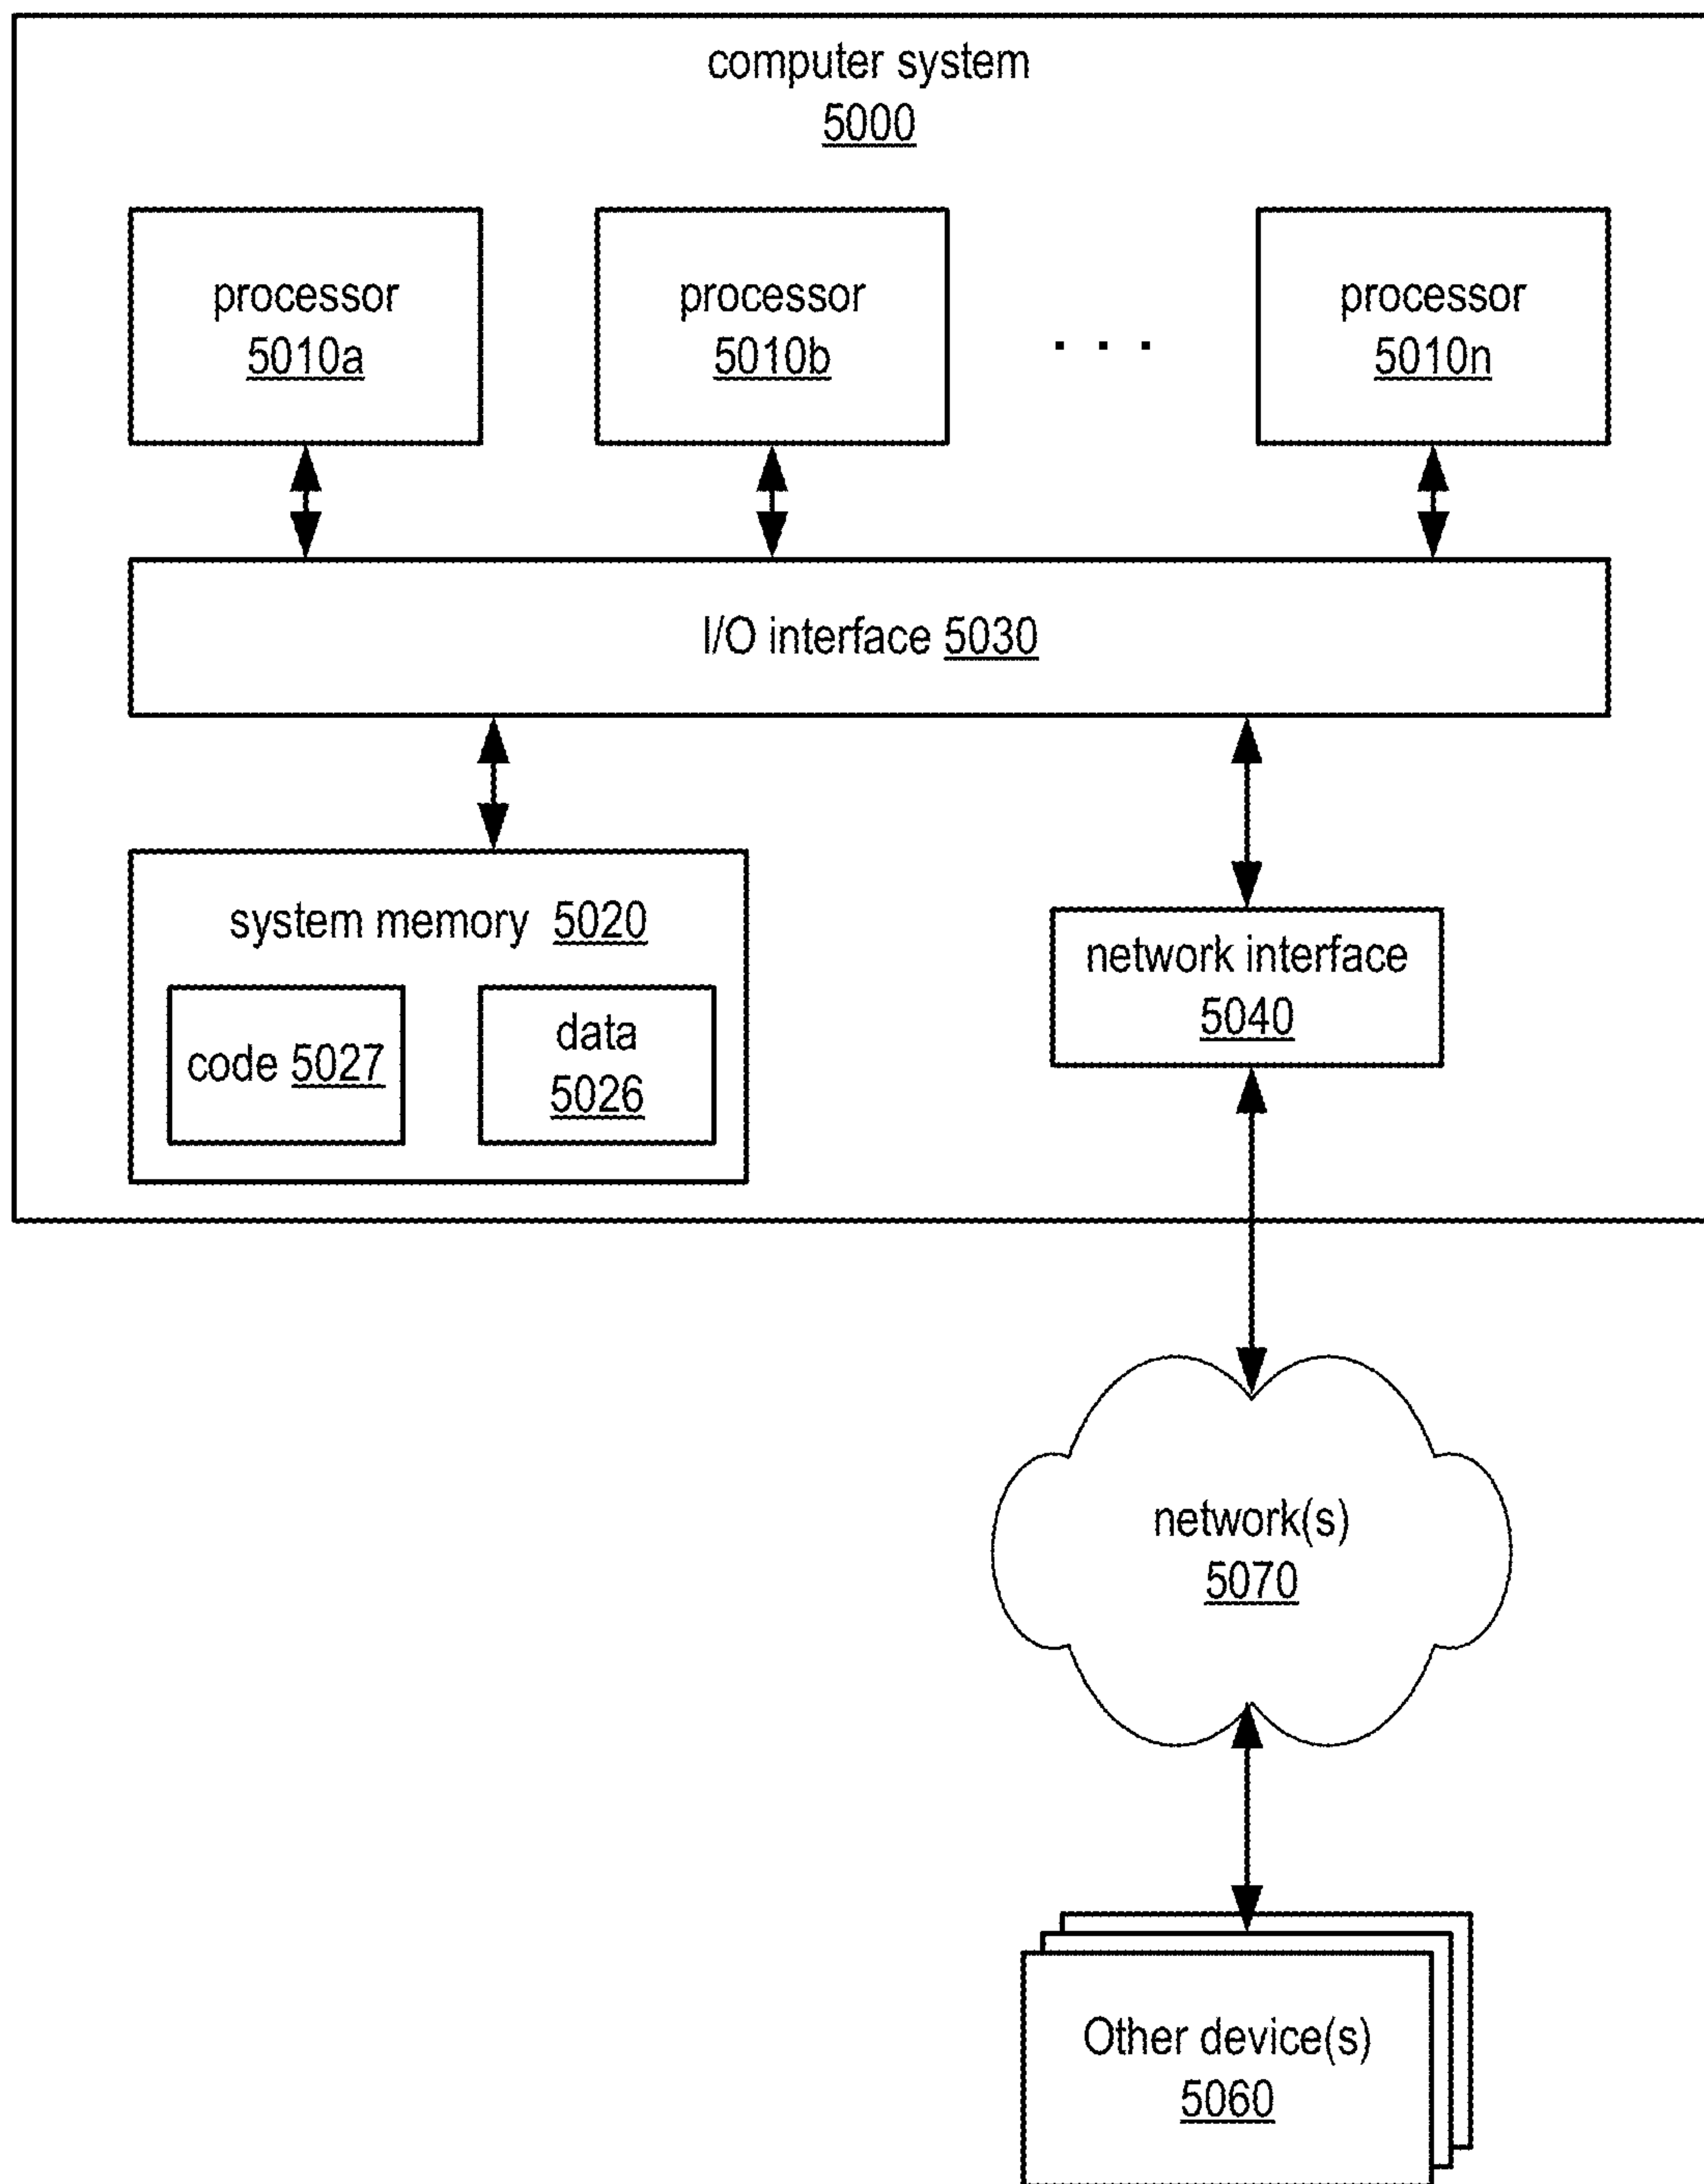 computer system
5000
processor
5010a
processor
5010b
. . .
processor
5010n
I/O interface 5030
system memory 5020
code 5027
data
5026
network interface
5040
network(s)
5070
Other device(s)
5060